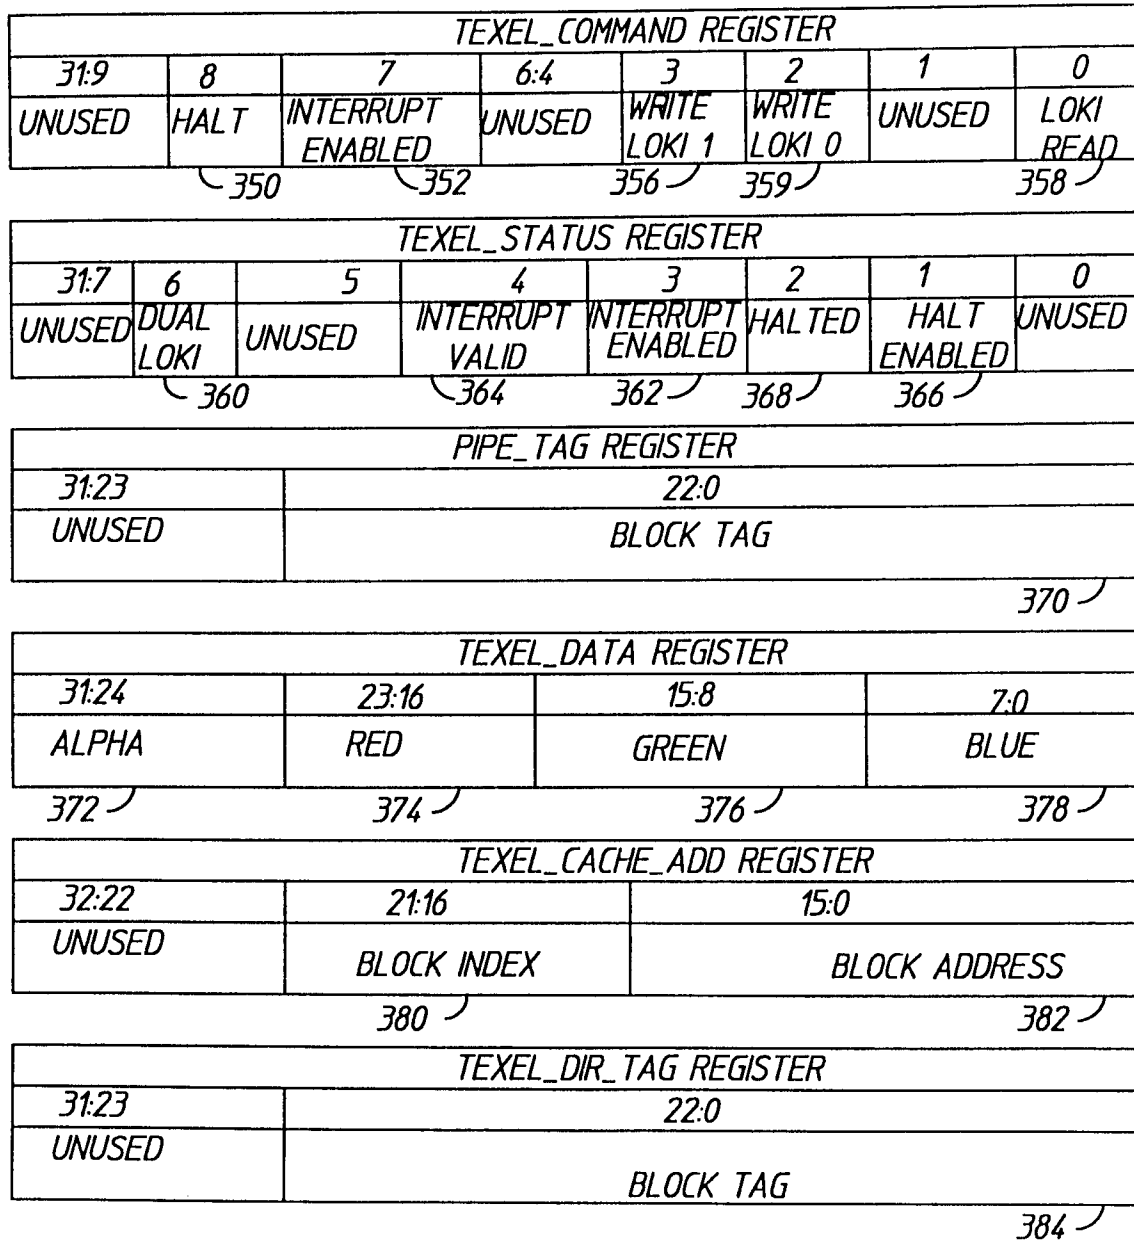 TEXEL_COMMAND REGISTER
31:9 8 7 6:4 3 2 1 0
UNUSED HALT INTERRUPT ENABLED UNUSED WRITE LOKI 1 WRITE LOKI 0 UNUSED LOKI READ
350 352 356 359 358
TEXEL_STATUS REGISTER
31:7 6 5 4 3 2 1 0
UNUSED DUAL LOKI UNUSED INTERRUPT VALID INTERRUPT ENABLED HALTED HALT ENABLED UNUSED
360 364 362 368 366
PIPE_TAG REGISTER
31:23 22:0
UNUSED BLOCK TAG
370
TEXEL_DATA REGISTER
31:24 23:16 15:8 7:0
ALPHA RED GREEN BLUE
372 374 376 378
TEXEL_CACHE_ADD REGISTER
32:22 21:16 15:0
UNUSED BLOCK INDEX BLOCK ADDRESS
380 382
TEXEL_DIR_TAG REGISTER
31:23 22:0
UNUSED BLOCK TAG
384